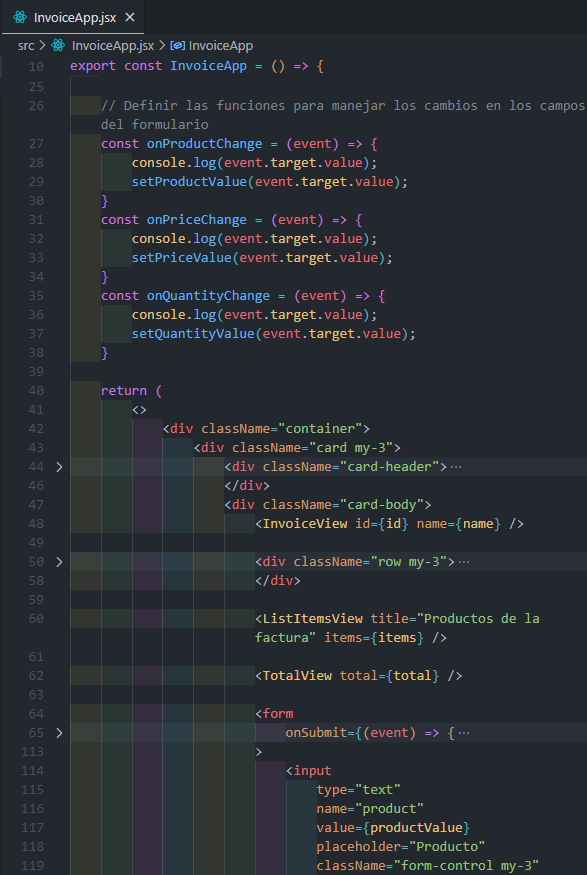 InvoiceApp.jsx ×
src > InvoiceApp.jsx > InvoiceApp
10 export const InvoiceApp = () => {
25
26 // Definir las funciones para manejar los cambios en los campos
del formulario
27 const onProductChange = (event) => {
28 console.log(event.target.value);
29 setProductValue(event.target.value);
30 }
31 const onPriceChange = (event) => {
32 console.log(event.target.value);
33 setPriceValue(event.target.value);
34 }
35 const onQuantityChange = (event) => {
36 console.log(event.target.value);
37 setQuantityValue(event.target.value);
38 }
39
40 return (
41 <>
42 <div className="container">
43 <div className="card my-3">
44 > <div className="card-header">···
46 </div>
47 <div className="card-body">
48 <InvoiceView id={id} name={name} />
49
50 > <div className="row my-3">···
58 </div>
59
60 <ListItemsView title="Productos de la
factura" items={items} />
61
62 <TotalView total={total} />
63
64 <form
65 > onSubmit={(event) => {···
113 >
114 <input
115 type="text"
116 name="product"
117 value={productValue}
118 placeholder="Producto"
119 className="form-control my-3"